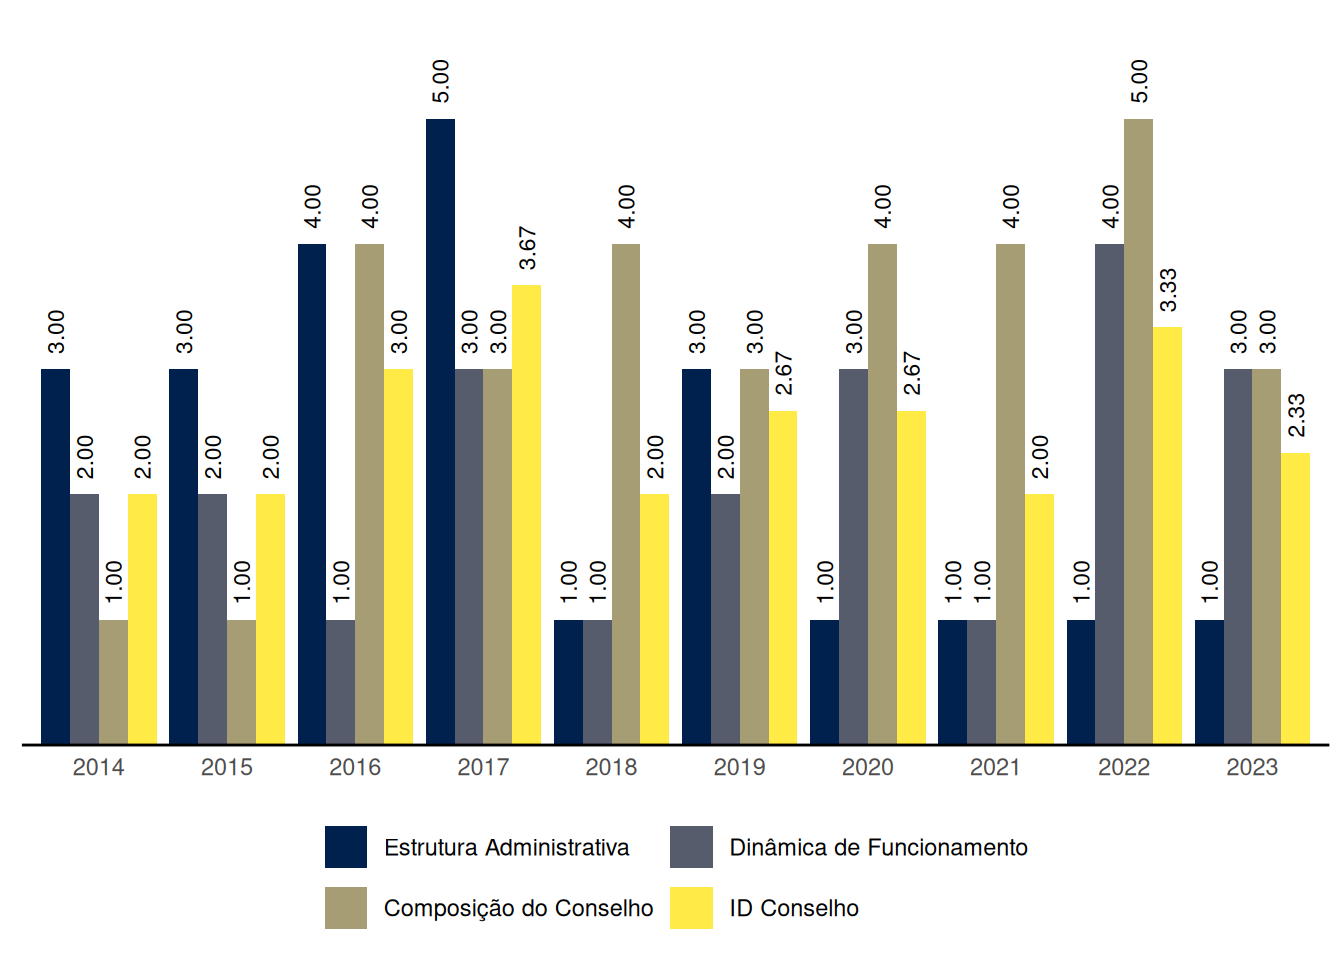 3.00 2.00 1.00 2.00
3.00 2.00 1.00 2.00
4.00 1.00 4.00 3.00
5.00 3.00 3.00 3.67
1.00 1.00 4.00 2.00
3.00 2.00 3.00 2.67
1.00 3.00 4.00 2.67
1.00 1.00 4.00 2.00
1.00 4.00 5.00 3.33
1.00 3.00 3.00 2.33
2014 2015 2016 2017 2018 2019 2020 2021 2022 2023
Estrutura Administrativa Dinâmica de Funcionamento
Composição do Conselho ID Conselho